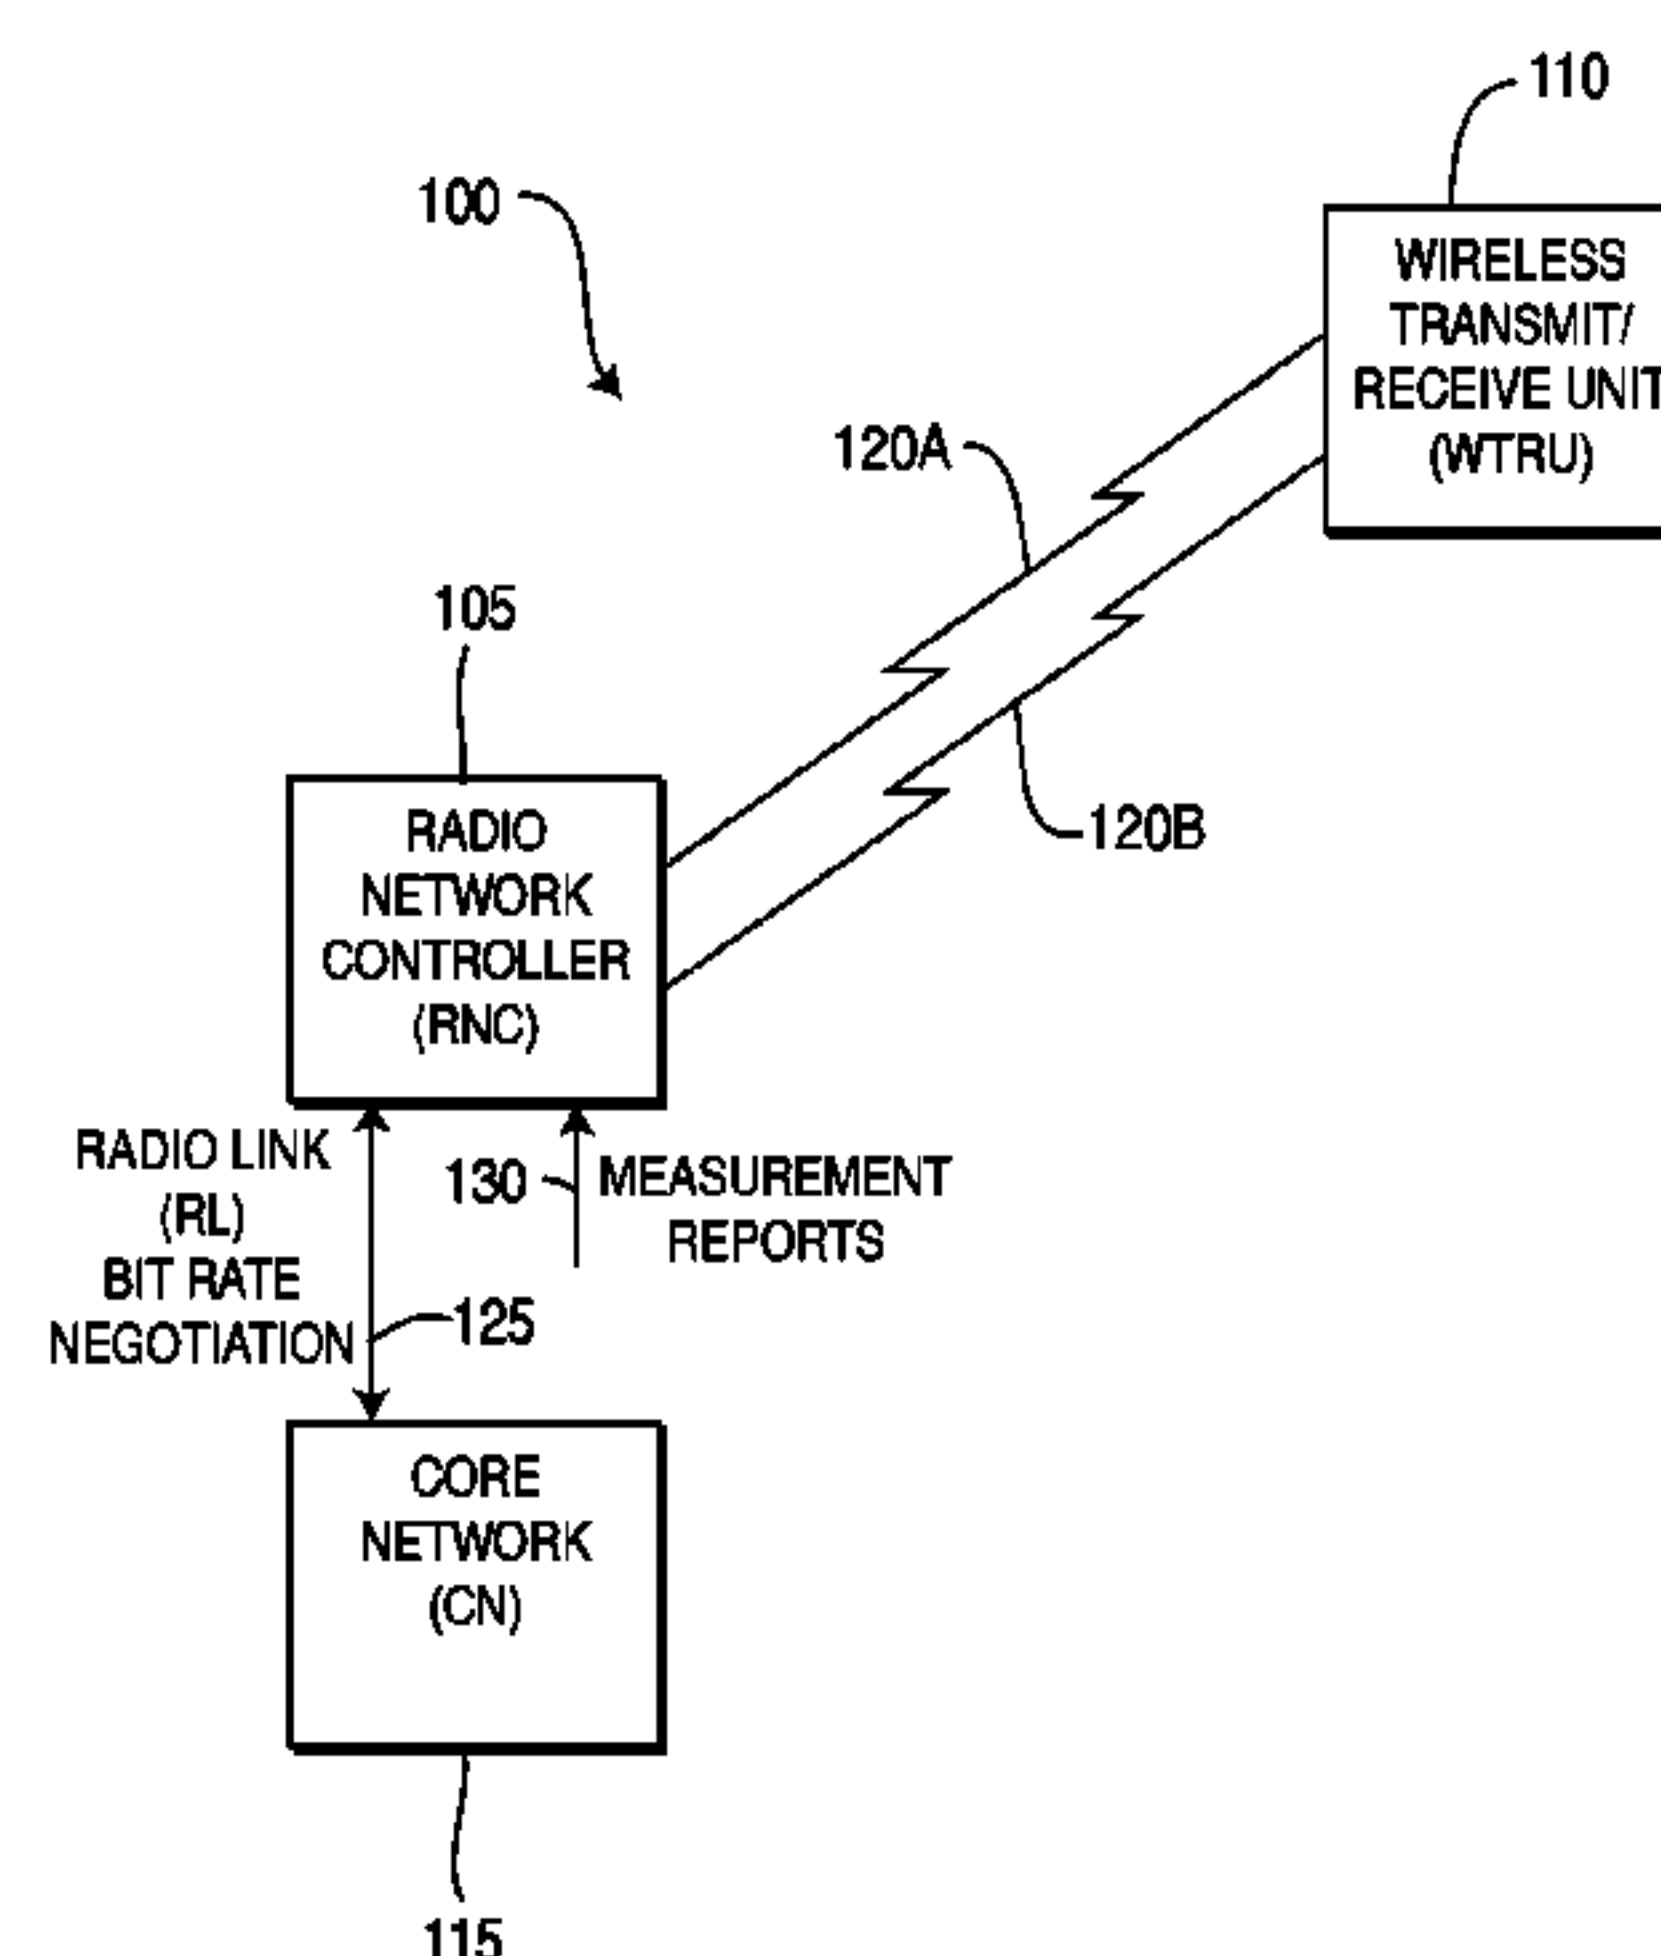 110
100
WIRELESS
TRANSMIT/
RECEIVE UNIT
(WTRU)
120A
105
120B
RADIO
NETWORK
CONTROLLER
(RNC)
RADIO LINK
(RL)
BIT RATE
NEGOTIATION
130
MEASUREMENT
REPORTS
125
CORE
NETWORK
(CN)
115